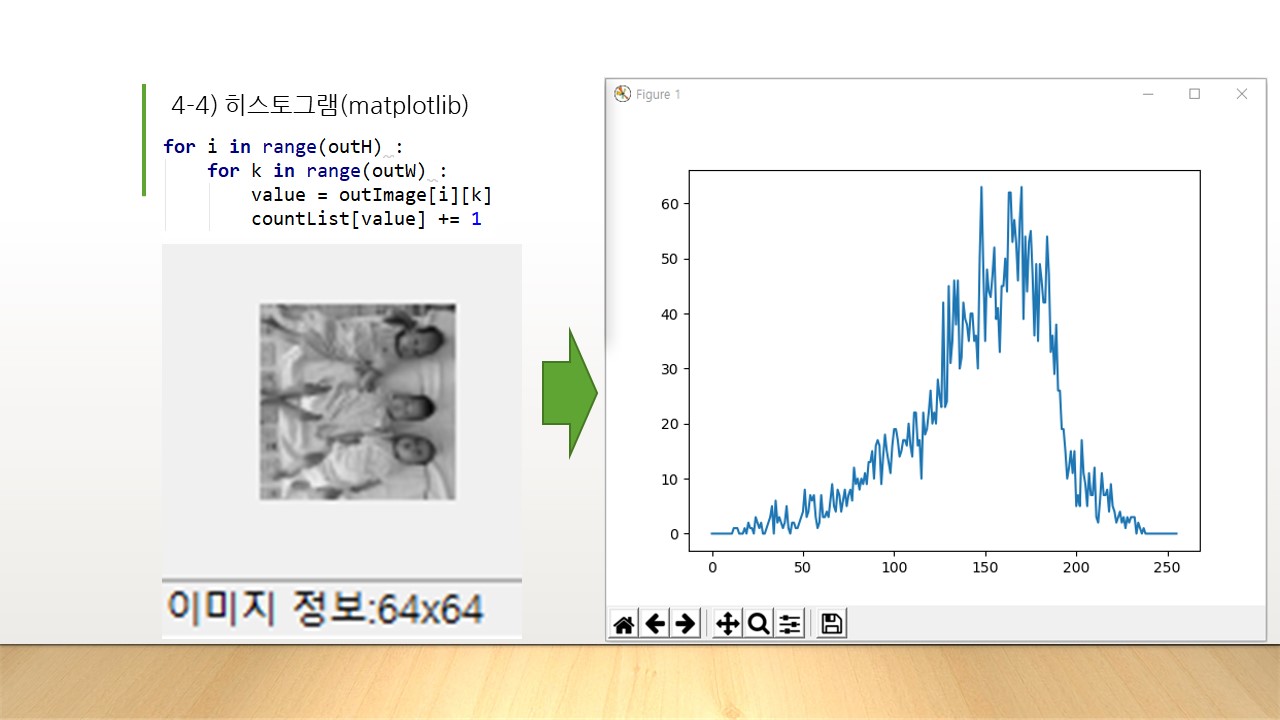 4-4) 히스토그램(matplotlib)
for i in range(outH) :
    for k in range(outW) :
        value = outImage[i][k]
        countList[value] += 1
이미지 정보:64x64
Figure 1
60
50
40
30
20
10
0
0 50 100 150 200 250